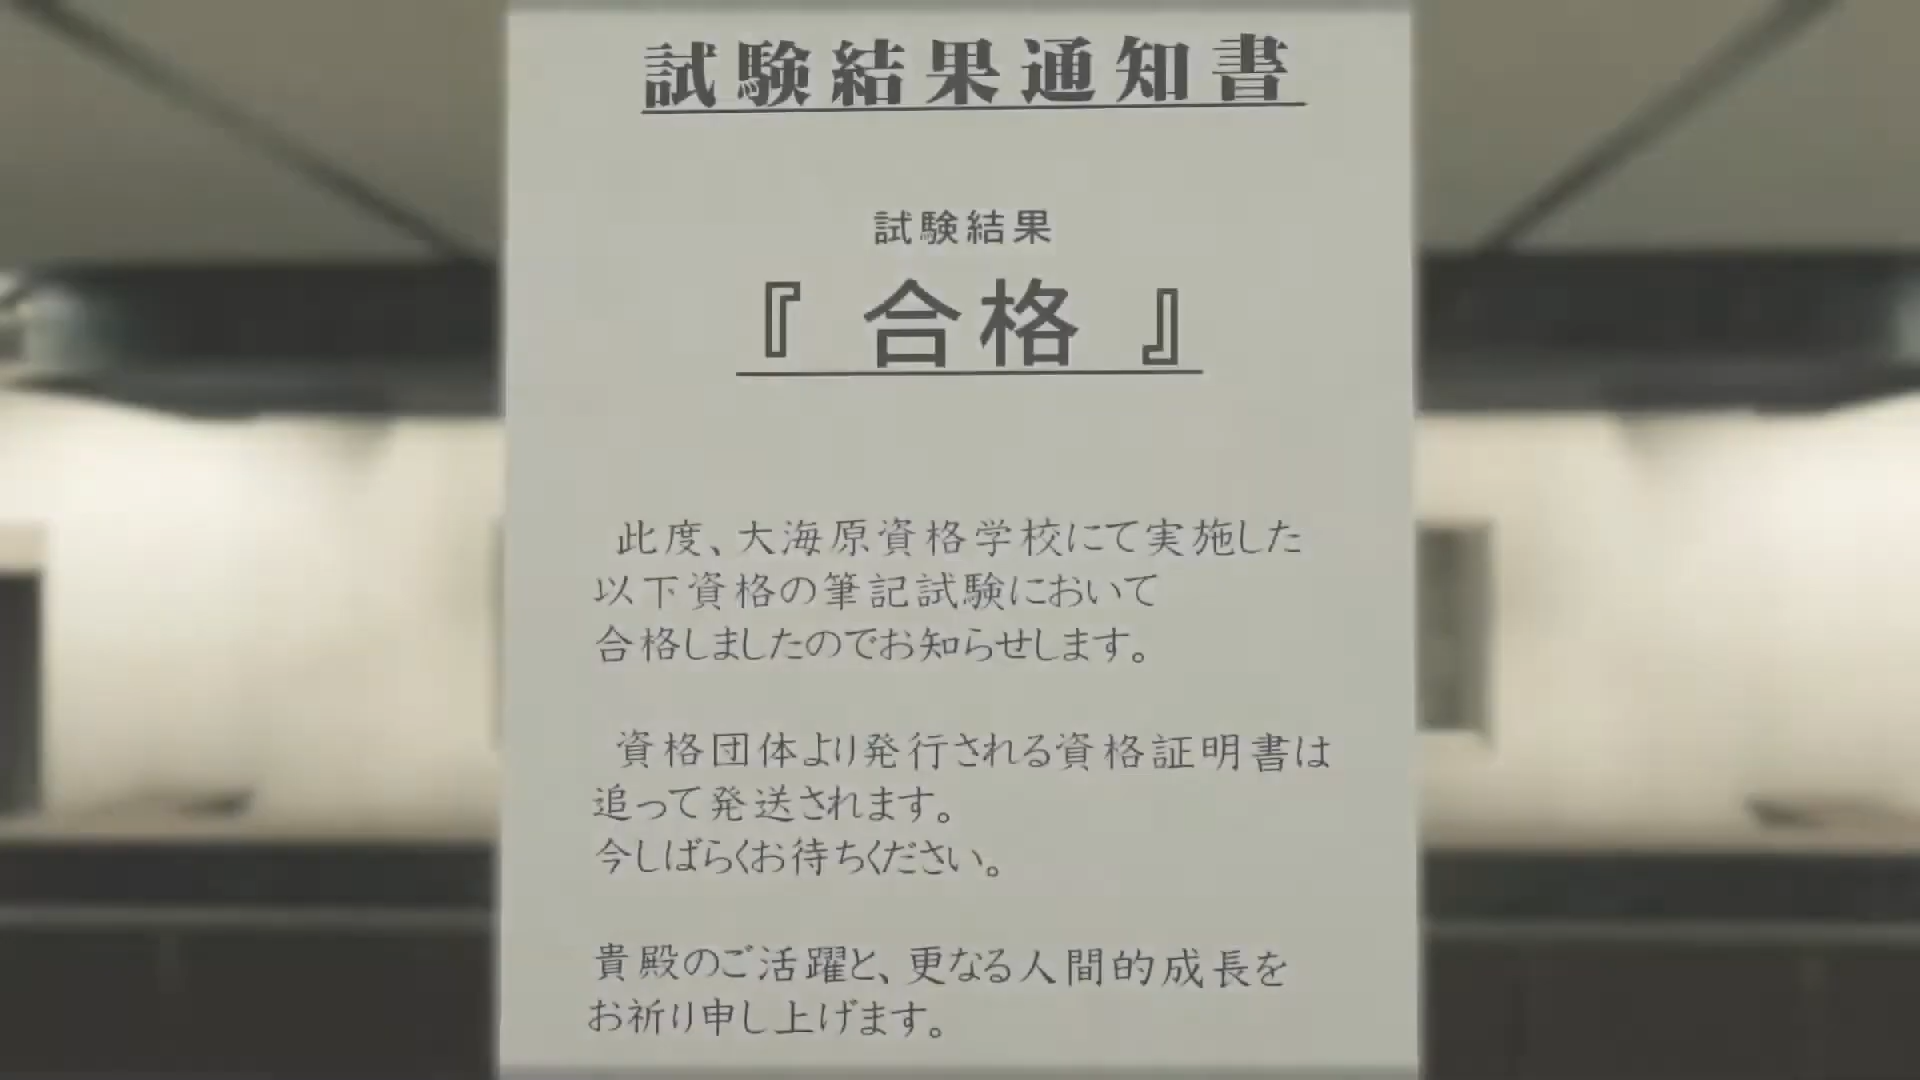 試験結果通知書
試験結果
『 合格 』
此度、大海原資格学校にて実施した
以下資格の筆記試験において
合格しましたのでお知らせします。
資格団体より発行される資格証明書は
追って発送されます。
今しばらくお待ちください。
貴殿のご活躍と、更なる人間的成長を
お祈り申し上げます。